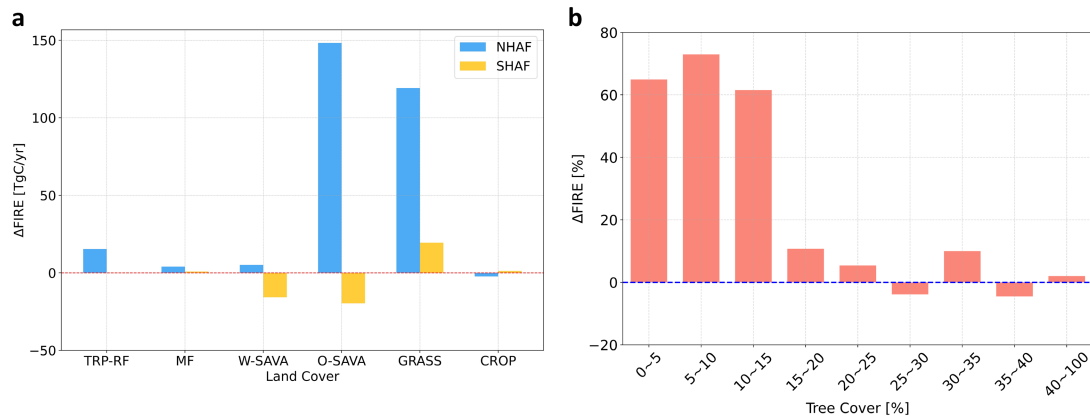 a
ΔFIRE [TgC/yr]
150
100
50
0
−50
NHAF
SHAF
TRP-RF MF W-SAVA O-SAVA GRASS CROP
Land Cover
b
ΔFIRE [%]
80
60
40
20
0
−20
0~5 5~10 10~15 15~20 20~25 25~30 30~35 35~40 40~100
Tree Cover [%]